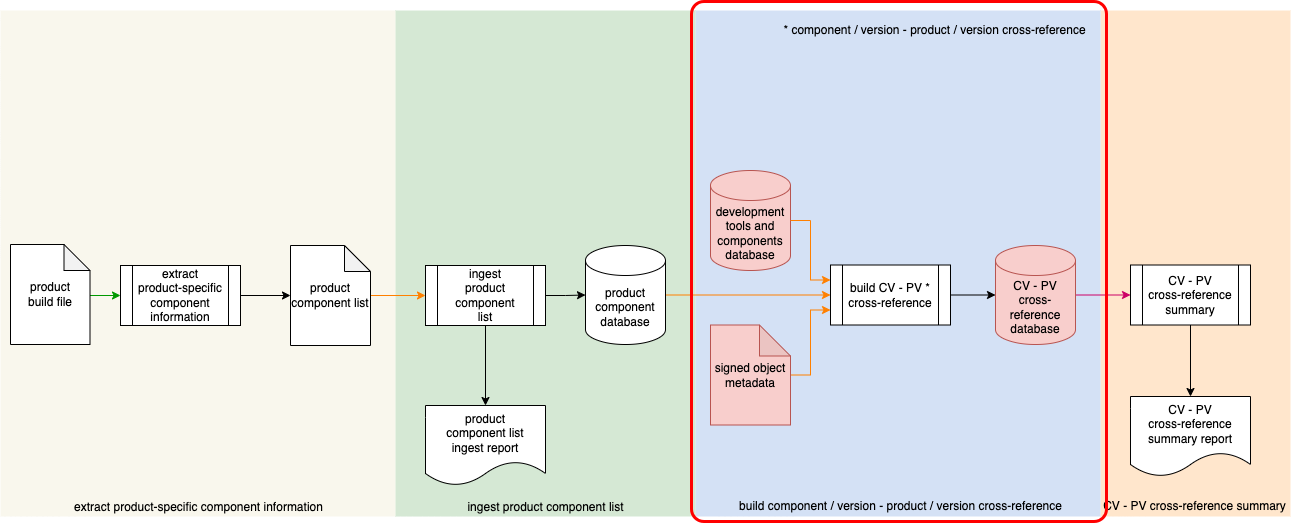 * component / version - product / version cross-reference
product
build file
extract
product-specific
component
information
product
component list
ingest
product
component
list
product
component list
ingest report
product
component
database
development
tools and
components
database
signed object
metadata
build CV - PV *
cross-reference
CV - PV
cross-
reference
database
CV - PV
cross-reference
summary
CV - PV
cross-reference
summary report
extract product-specific component information
ingest product component list
build component / version - product / version cross-reference
CV - PV cross-reference summary